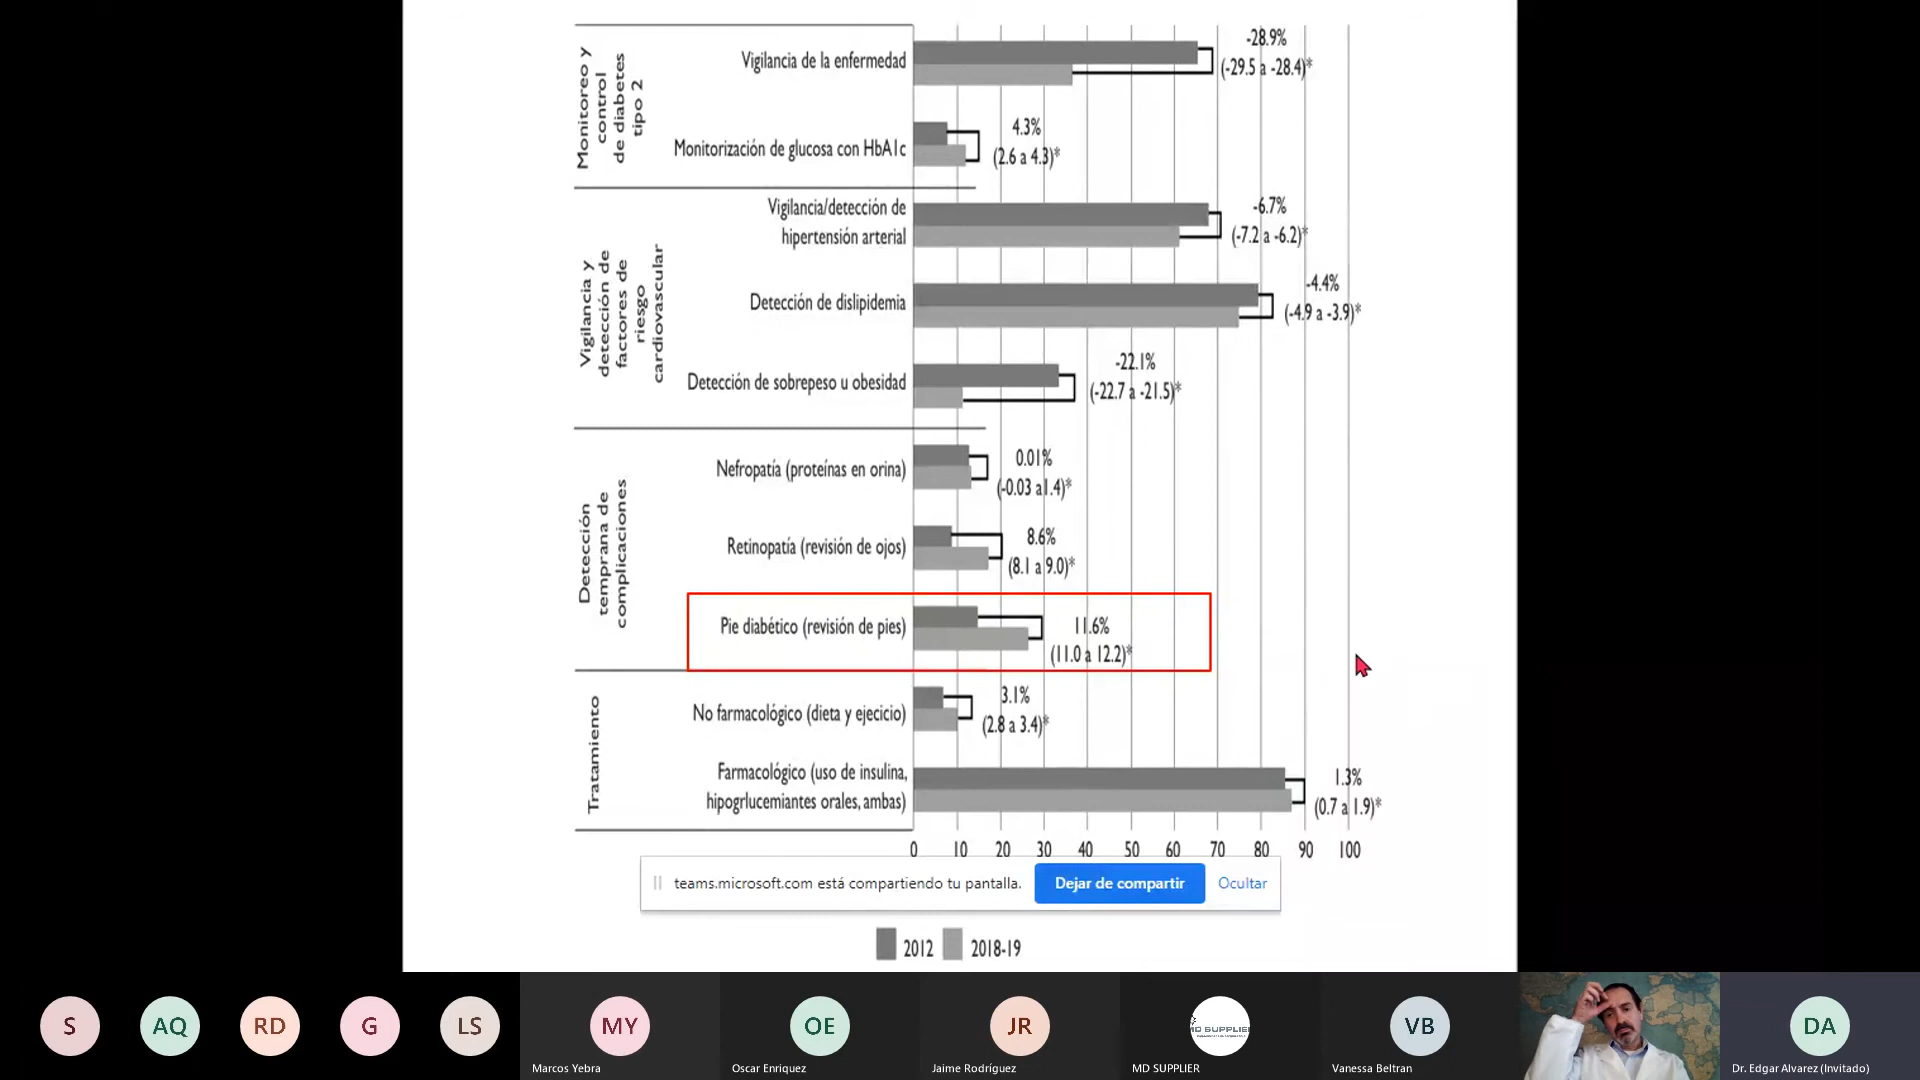 Monitoreo y
control
de diabetes
tipo 2
Vigilancia de la enfermedad
-28.9%
(-29.5 a -28.4)*
Monitorización de glucosa con HbA1c
4.3%
(2.6 a 4.3)*
Vigilancia y
detección de
factores de
riesgo
cardiovascular
Vigilancia/detección de
hipertensión arterial
-6.7%
(-7.2 a -6.2)*
Detección de dislipidemia
-4.4%
(-4.9 a -3.9)*
Detección de sobrepeso u obesidad
-22.1%
(-22.7 a -21.5)*
Detección
temprana de
complicaciones
Nefropatía (proteínas en orina)
0.01%
(-0.03 a1.4)*
Retinopatía (revisión de ojos)
8.6%
(8.1 a 9.0)*
Pie diabético (revisión de pies)
11.6%
(11.0 a 12.2)*
Tratamiento
No farmacológico (dieta y ejecicio)
3.1%
(2.8 a 3.4)*
Farmacológico (uso de insulina,
hipogrlucemiantes orales, ambas)
1.3%
(0.7 a 1.9)*
0 10 20 30 40 50 60 70 80 90 100
teams.microsoft.com está compartiendo tu pantalla.
Dejar de compartir
Ocultar
2012 2018-19
S AQ RD G LS MY OE JR MD SUPPLIER VB DA
Marcos Yebra
Oscar Enriquez
Jaime Rodríguez
MD SUPPLIER
Vanessa Beltran
Dr. Edgar Alvarez (Invitado)